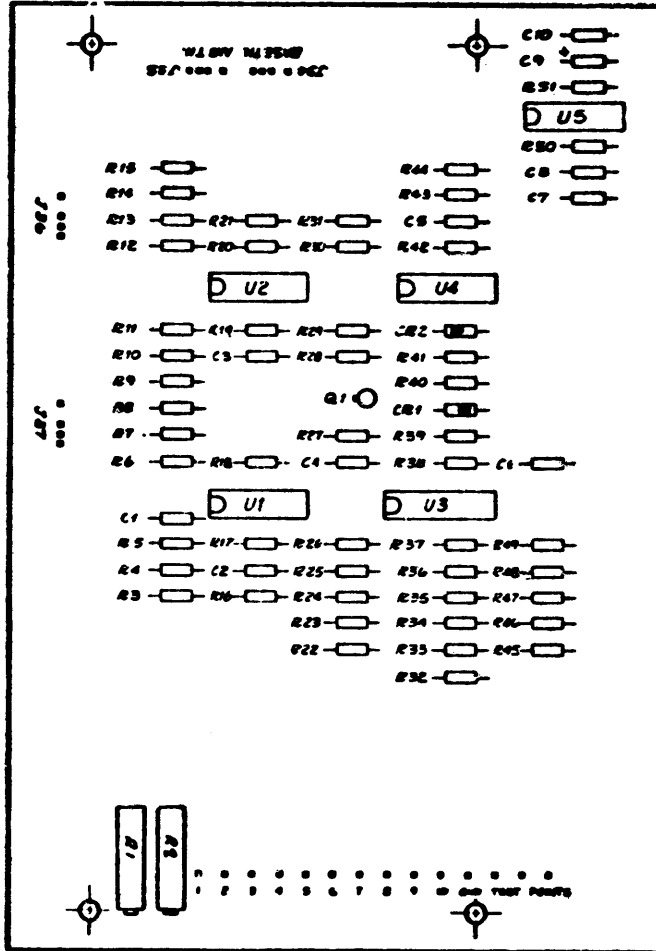 C10
C9 +
R51
U5
R50
C8
C7
R15 R44
R14 R43
R13 R21 R31 C5
R12 R20 R30 R42
U2 U4
R11 R19 R29 CR2
R10 C3 R28 R41
R9 R40
Q1
R8 CR1
R7 R27 R39
R6 R18 C4 R38 C6
U1 U3
C1
R5 R17 R26 R37 R49
R4 C2 R25 R36 R48
R3 R16 R24 R35 R47
R23 R34 R46
R22 R33 R45
R32
R1 R2
1 2 3 4 5 6 7 8 9 10 GND TEST POINTS